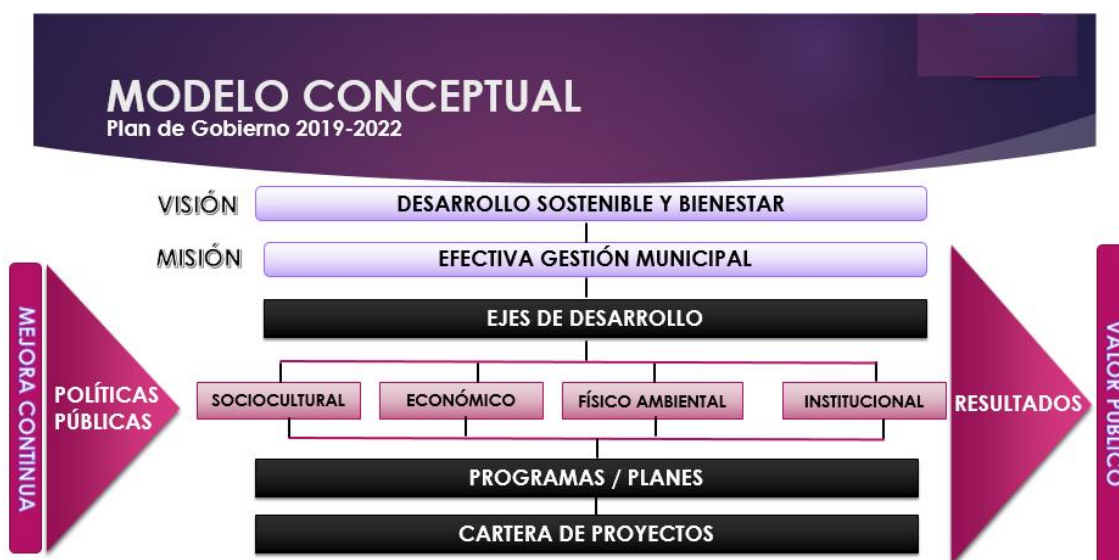 MODELO CONCEPTUAL
Plan de Gobierno 2019-2022
VISIÓN
DESARROLLO SOSTENIBLE Y BIENESTAR
MISIÓN
EFECTIVA GESTIÓN MUNICIPAL
EJES DE DESARROLLO
MEJORA CONTINUA
POLÍTICAS
PÚBLICAS
SOCIOCULTURAL
ECONÓMICO
FÍSICO AMBIENTAL
INSTITUCIONAL
RESULTADOS
VALOR PÚBLICO
PROGRAMAS / PLANES
CARTERA DE PROYECTOS